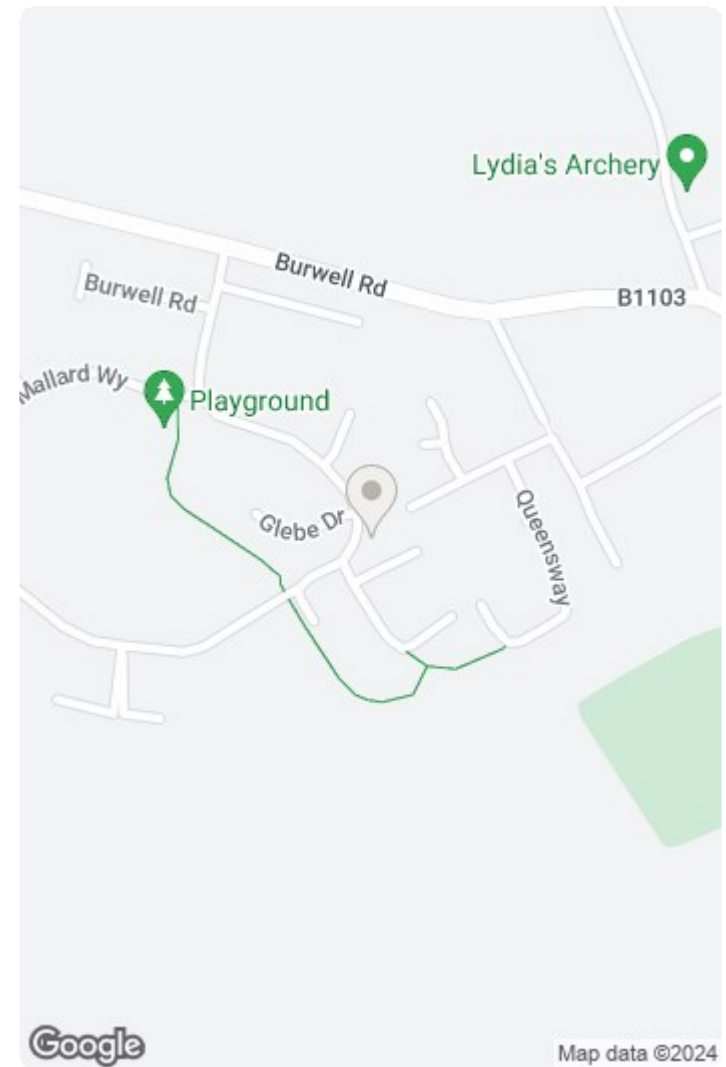 Lydia's Archery
Burwell Rd
B1103
Burwell Rd
Mallard Wy
Playground
Glebe Dr
Queensway
Google
Map data ©2024